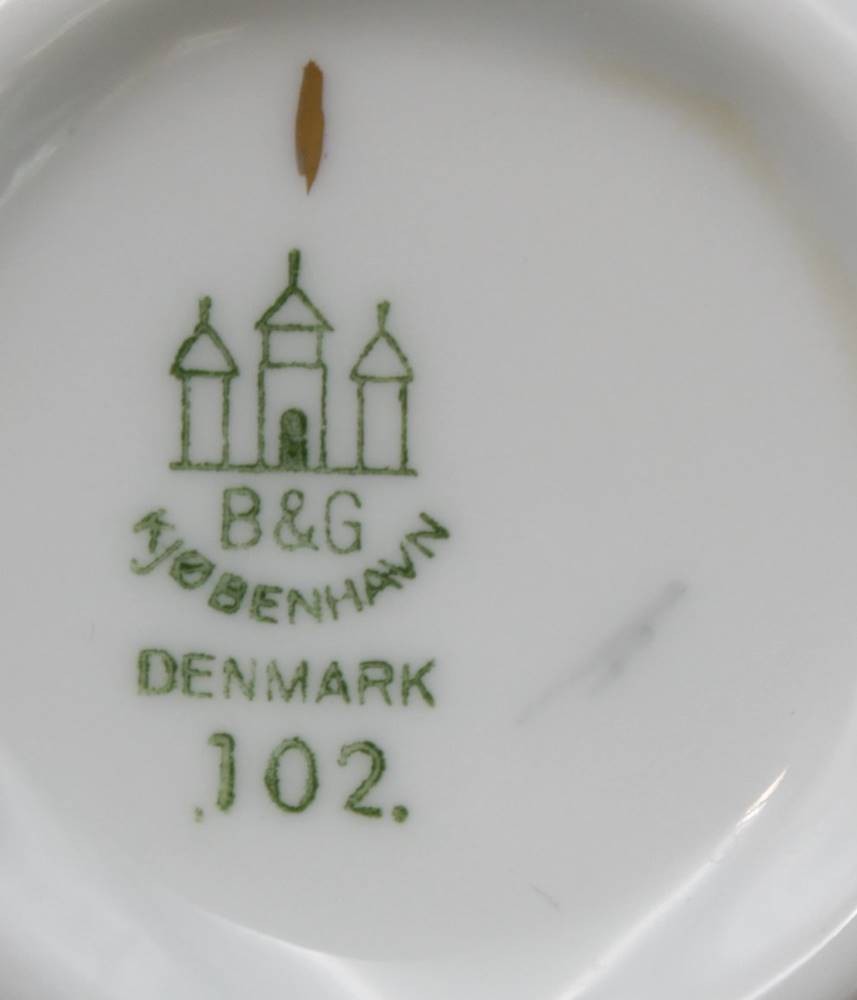 B&G
KJØBENHAVN
DENMARK
.102.